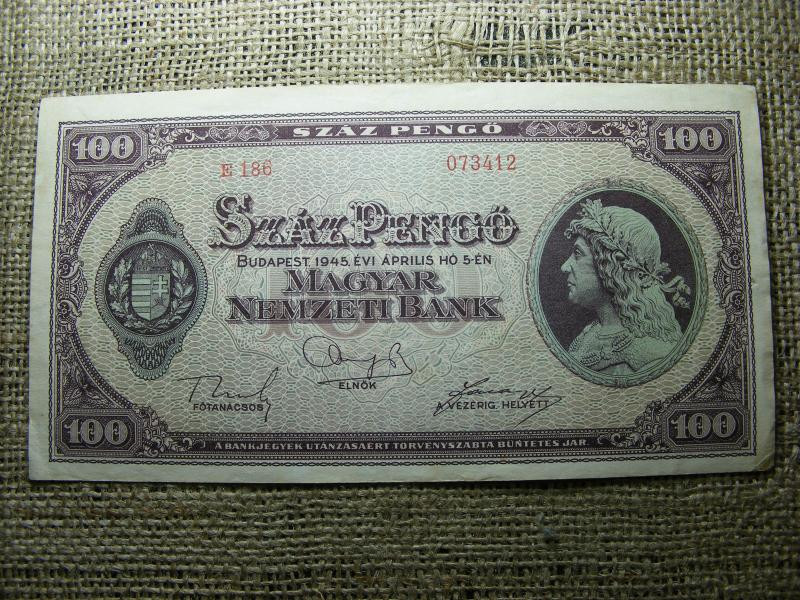 100 SZÁZ PENGŐ 100
E 186 073412
SZÁZ PENGŐ
BUDAPEST 1945. ÉVI ÁPRILIS HÓ 5-ÉN
MAGYAR
NEMZETI BANK
FŐTANÁCSOS ELNÖK A VEZÉRIG. HELYETT
100 100
A BANKJEGYEK UTÁNZÁSÁÉRT TÖRVÉNYSZABTA BÜNTETÉS JÁR.